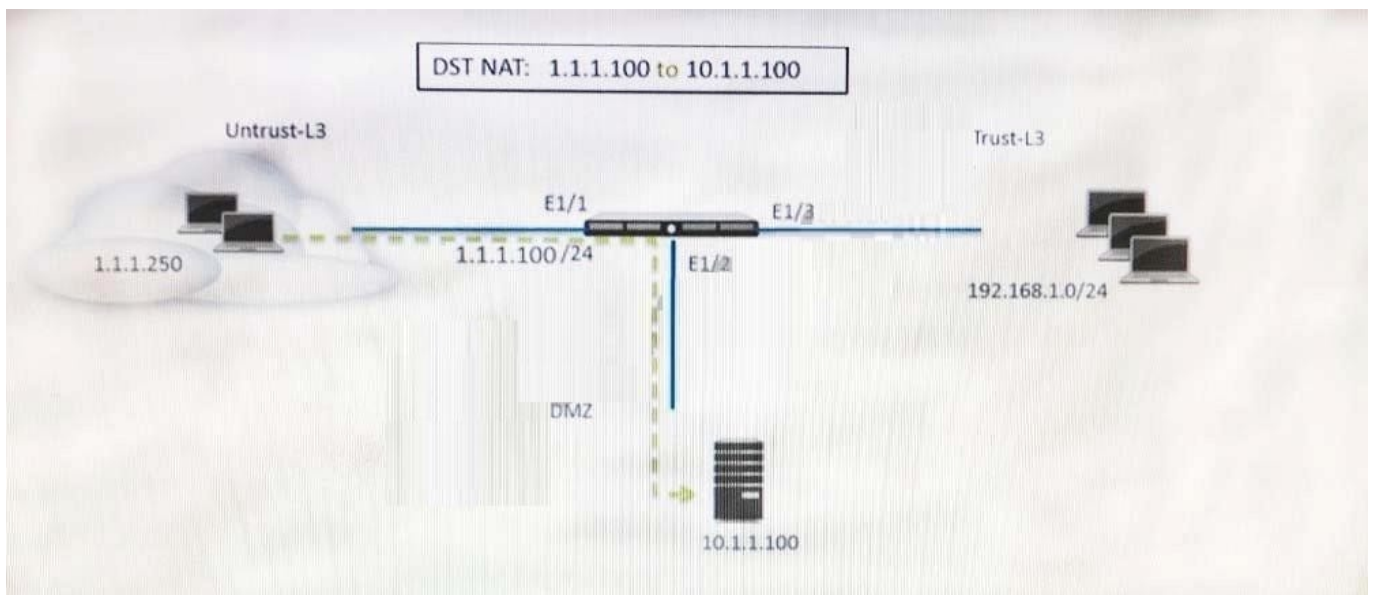 DST NAT: 1.1.1.100 to 10.1.1.100
Untrust-L3
Trust-L3
E1/1
E1/3
1.1.1.100/24
E1/2
1.1.1.250
192.168.1.0/24
DMZ
10.1.1.100